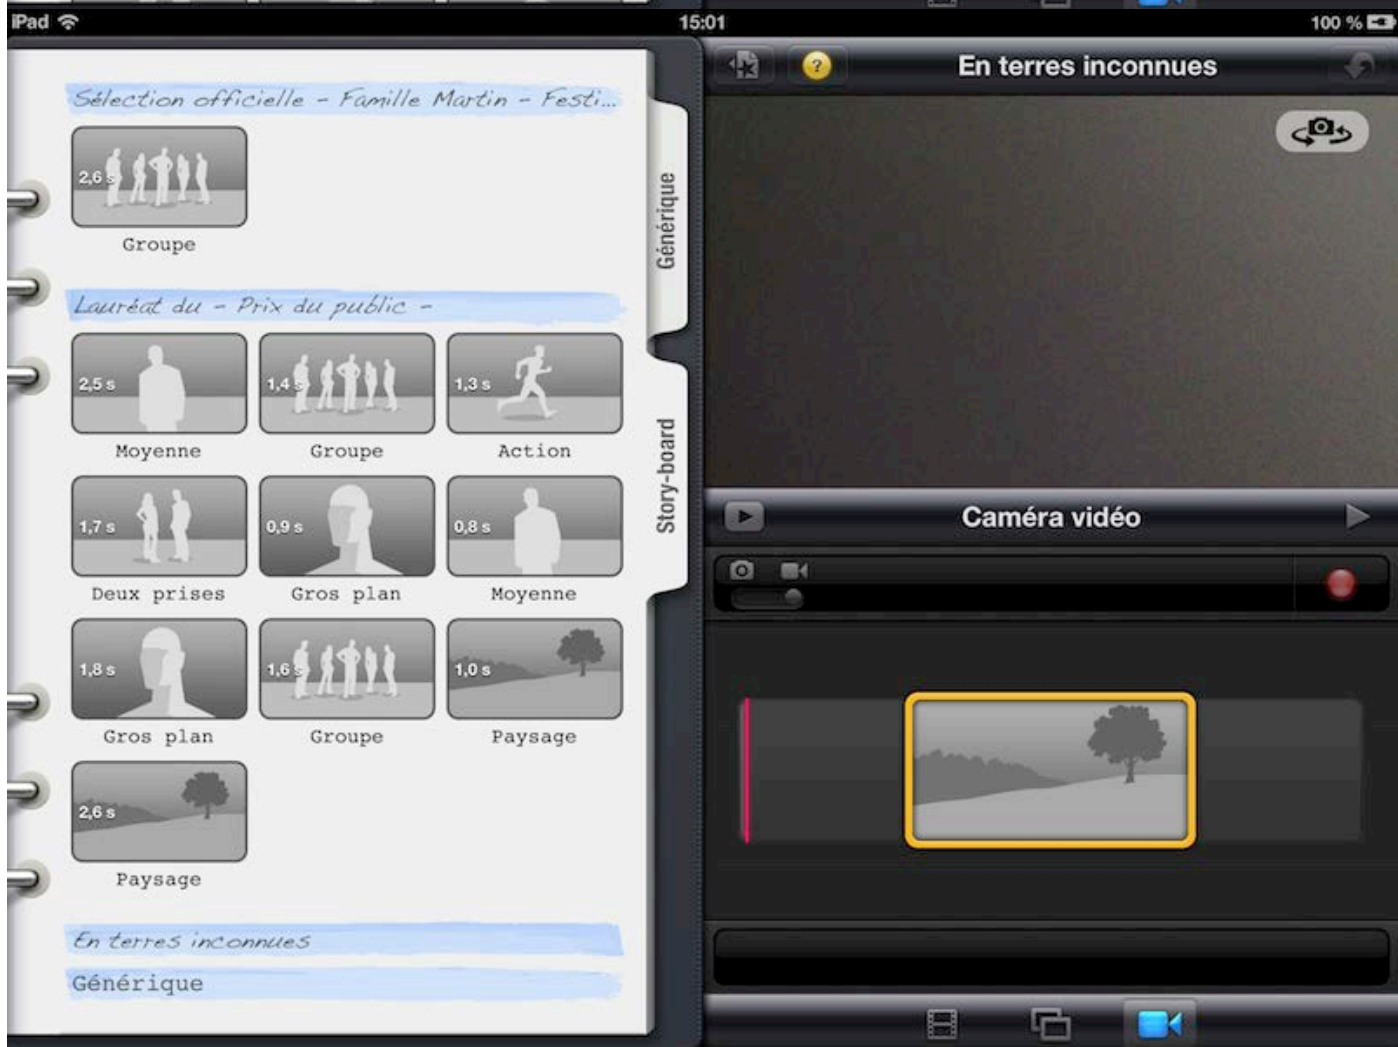 iPad 15:01 100 %
En terres inconnues
?
Sélection officielle - Famille Martin - Festi...
2,6 s
Groupe
Lauréat du - Prix du public -
2,5 s 1,4 s 1,3 s
Moyenne Groupe Action
1,7 s 0,9 s 0,8 s
Deux prises Gros plan Moyenne
1,8 s 1,6 s 1,0 s
Gros plan Groupe Paysage
2,6 s
Paysage
En terres inconnues
Générique
Générique
Story-board
Caméra vidéo